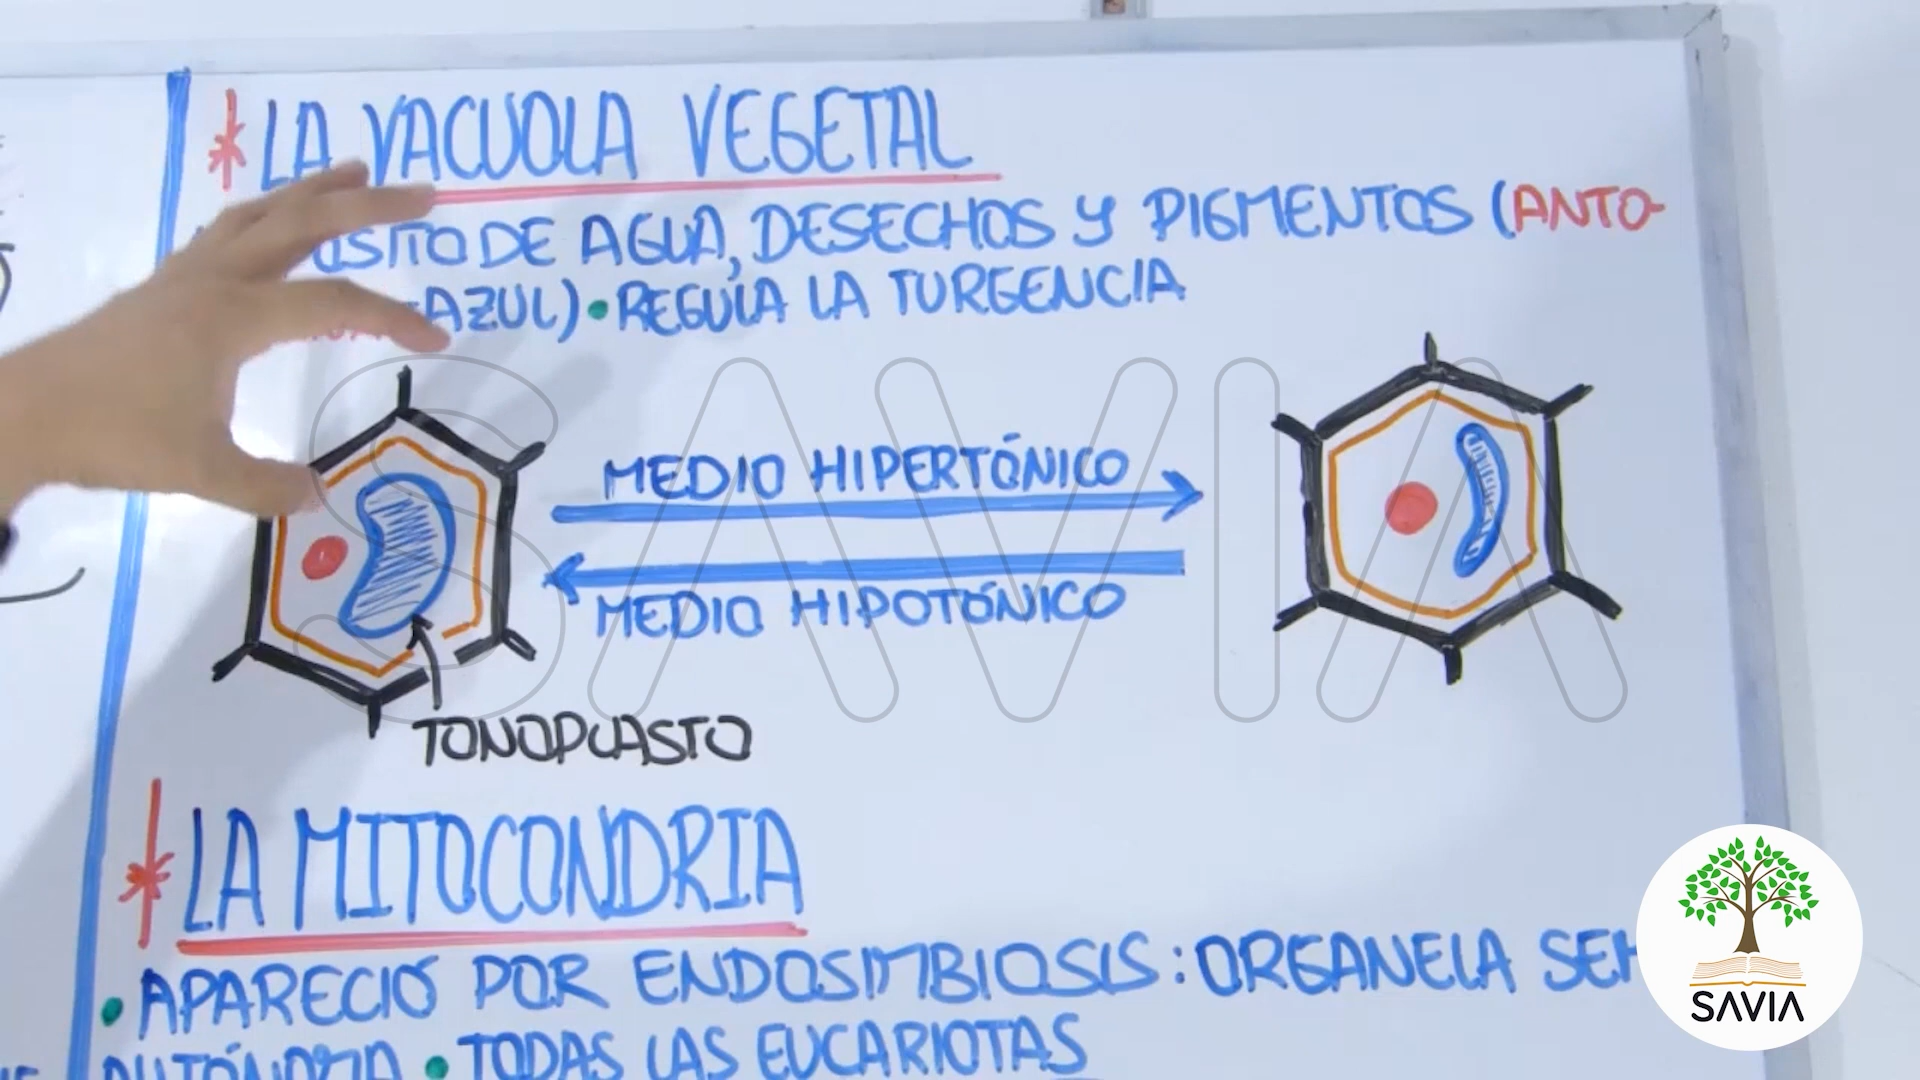 * LA VACUOLA VEGETAL
DE AGUA, DESECHOS Y PIGMENTOS (ANTO-
AZUL) • REGULA LA TURGENCIA
MEDIO HIPERTÓNICO
MEDIO HIPOTÓNICO
TONOPLASTO
* LA MITOCONDRIA
• APARECIÓ POR ENDOSIMBIOSIS: ORGANELA SEM
AUTÓNOMA • TODAS LAS EUCARIOTAS
SAVIA
SAVIA